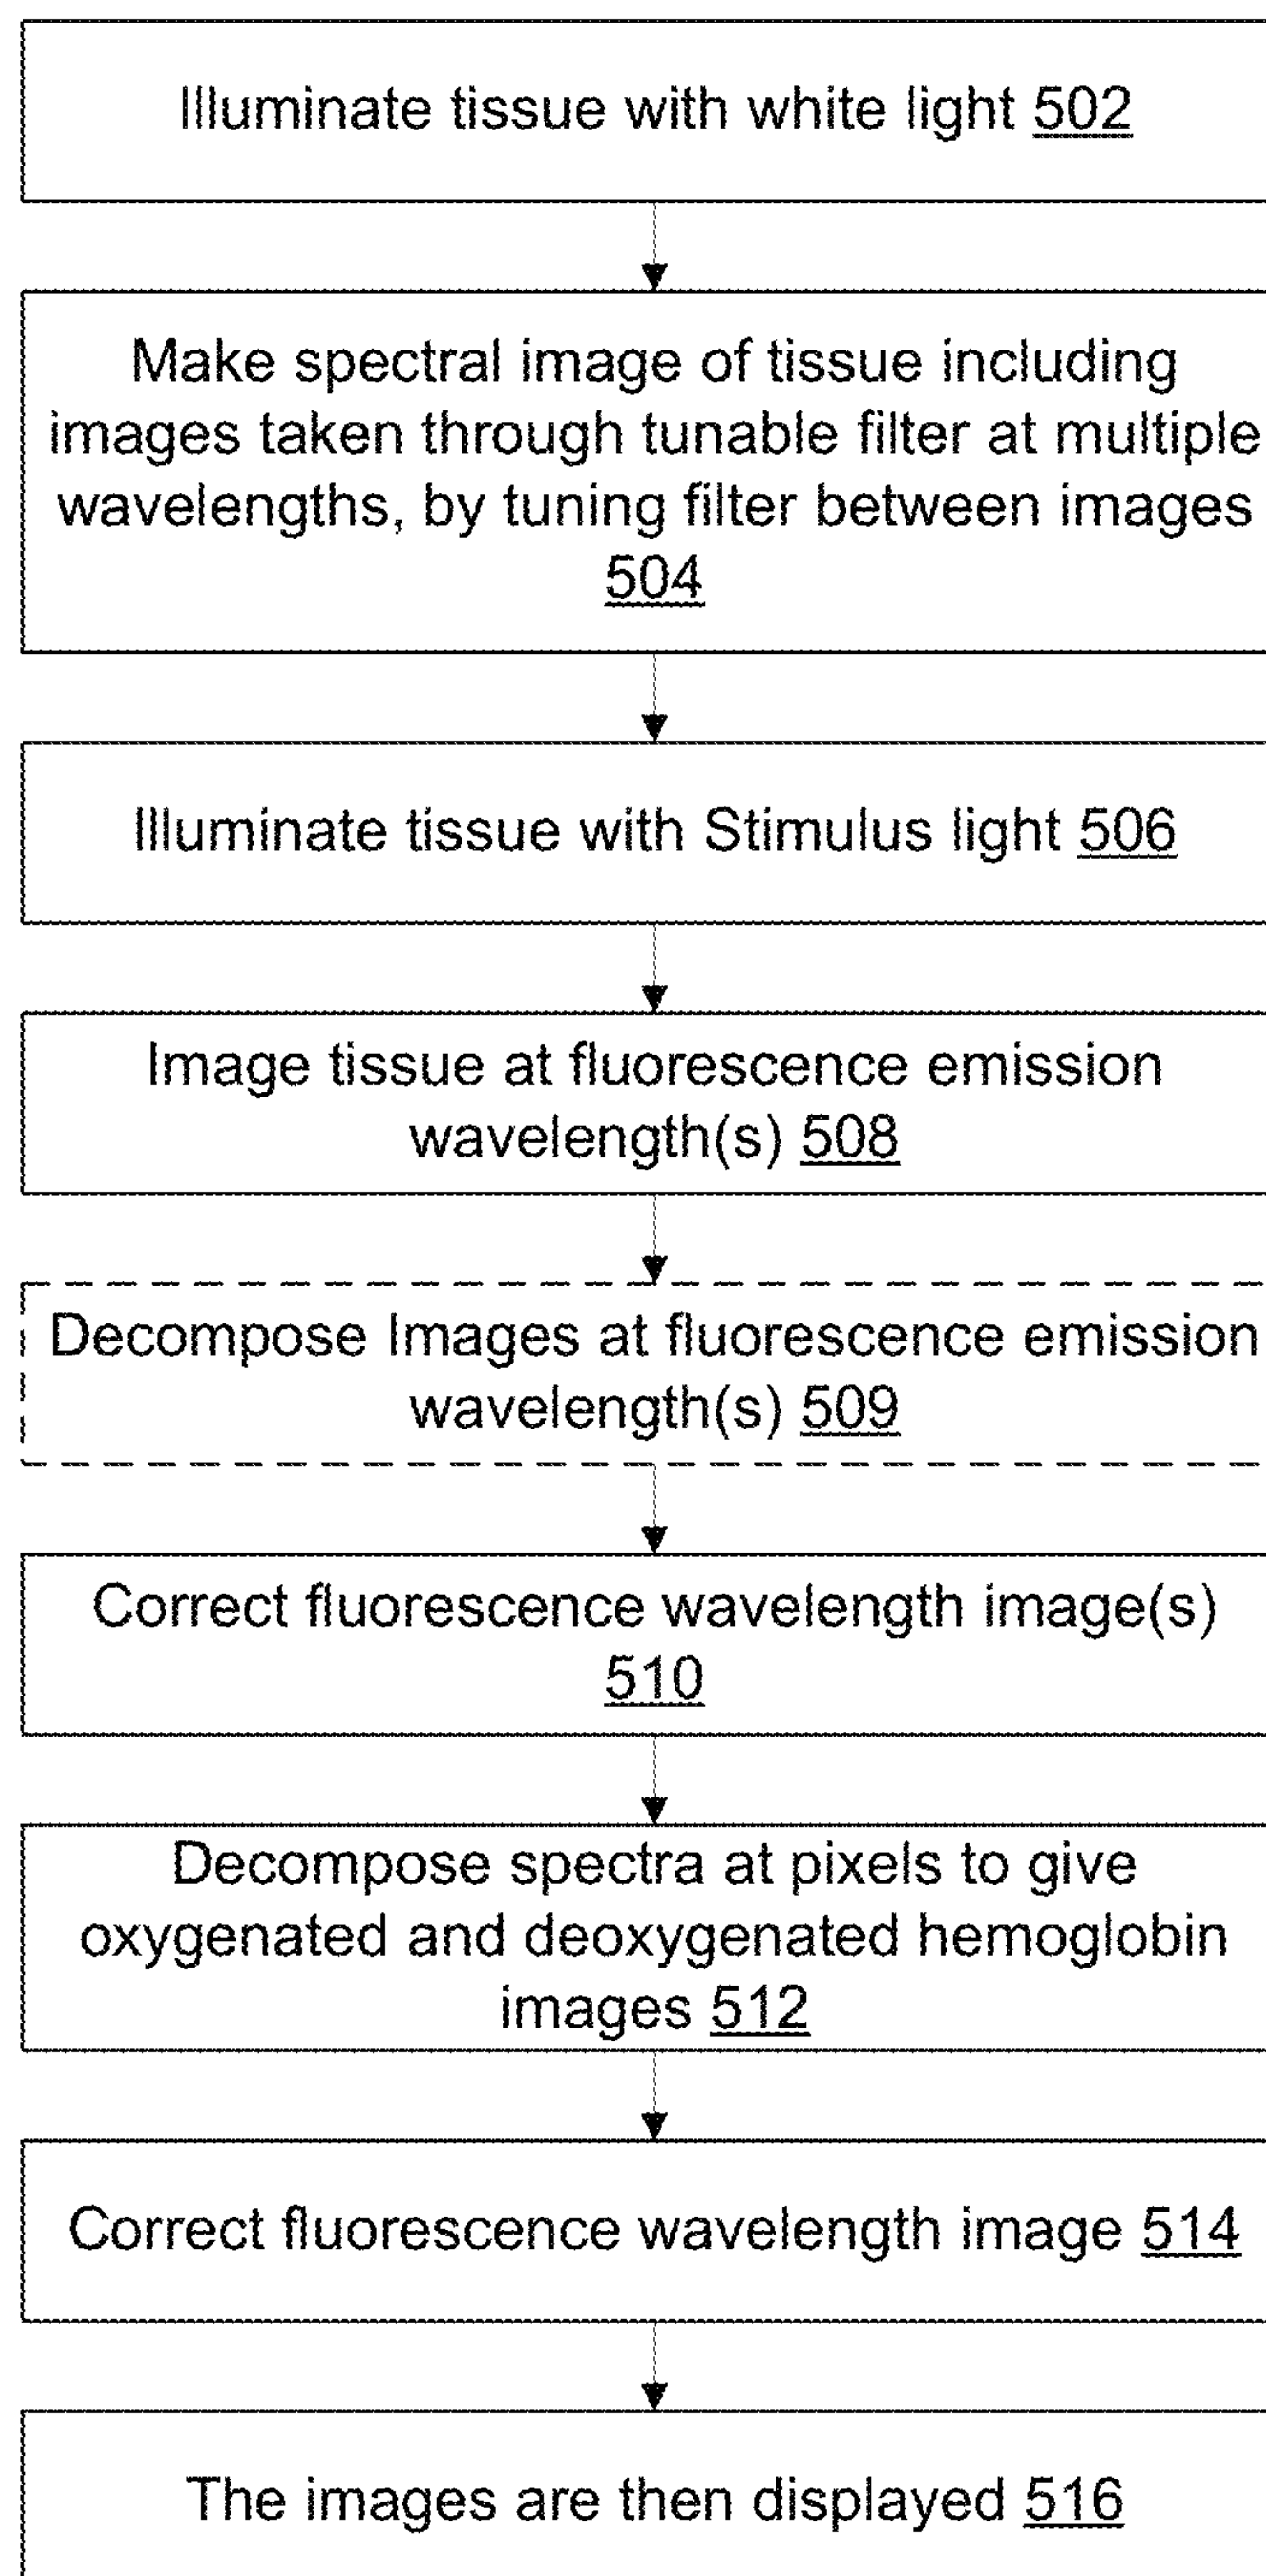 Illuminate tissue with white light 502
Make spectral image of tissue including
images taken through tunable filter at multiple
wavelengths, by tuning filter between images
504
Illuminate tissue with Stimulus light 506
Image tissue at fluorescence emission
wavelength(s) 508
Decompose Images at fluorescence emission
wavelength(s) 509
Correct fluorescence wavelength image(s)
510
Decompose spectra at pixels to give
oxygenated and deoxygenated hemoglobin
images 512
Correct fluorescence wavelength image 514
The images are then displayed 516